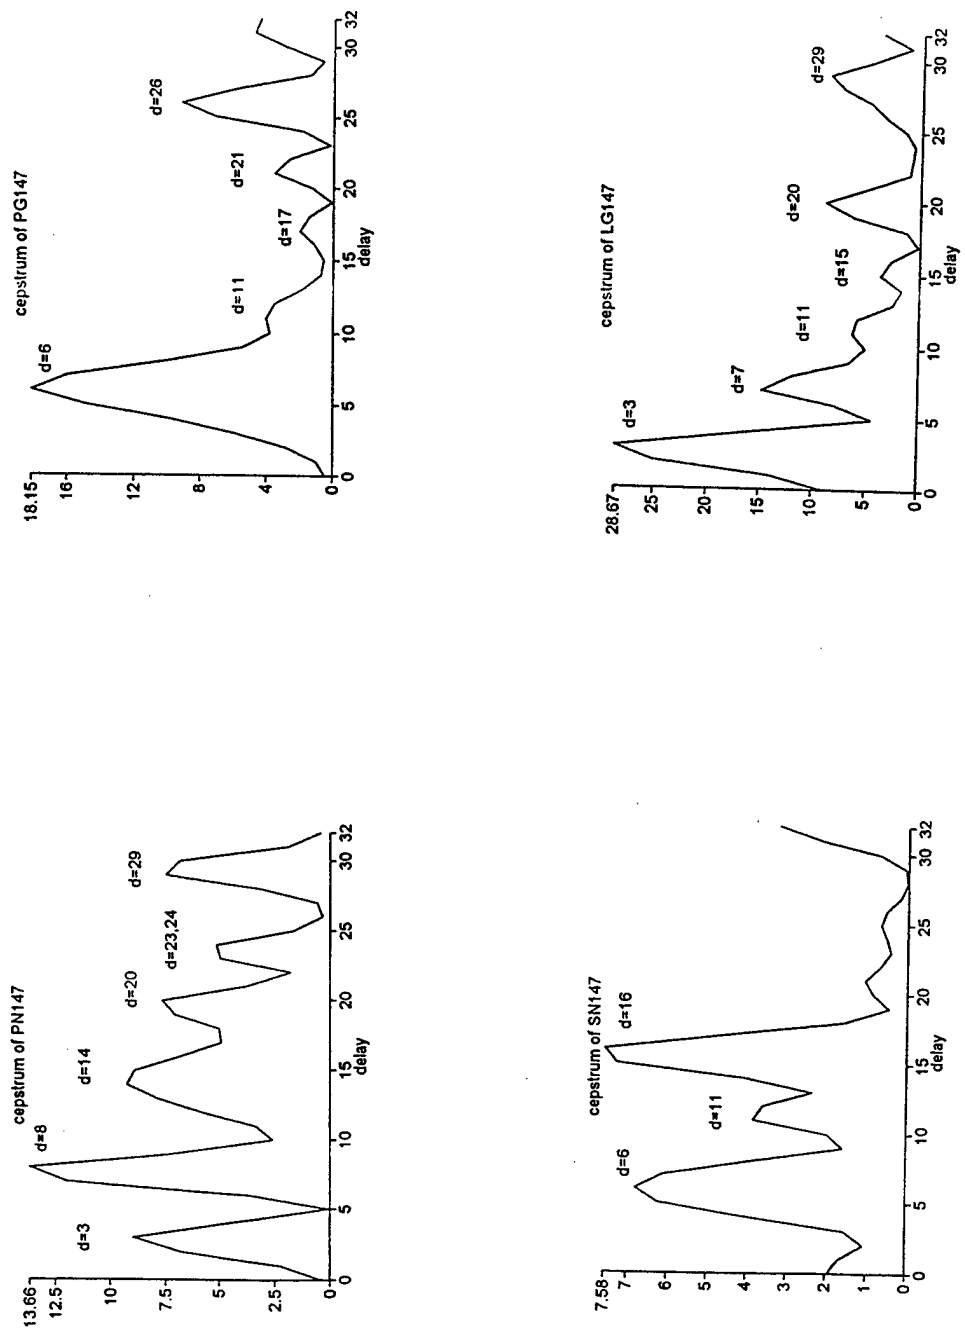 cepstrum of PN147
13.66
12.5
10
7.5
5
2.5
0
d=3
d=8
d=14
d=20
d=23,24
d=29
0 5 10 15 20 25 30 32
delay
cepstrum of PG147
18.15
16
12
8
4
0
d=6
d=11
d=17
d=21
d=26
0 5 10 15 20 25 30 32
delay
cepstrum of SN147
7.58
7
6
5
4
3
2
1
0
d=6
d=11
d=16
0 5 10 15 20 25 30 32
delay
cepstrum of LG147
28.67
25
20
15
10
5
0
d=3
d=7
d=11
d=15
d=20
d=29
0 5 10 15 20 25 30 32
delay